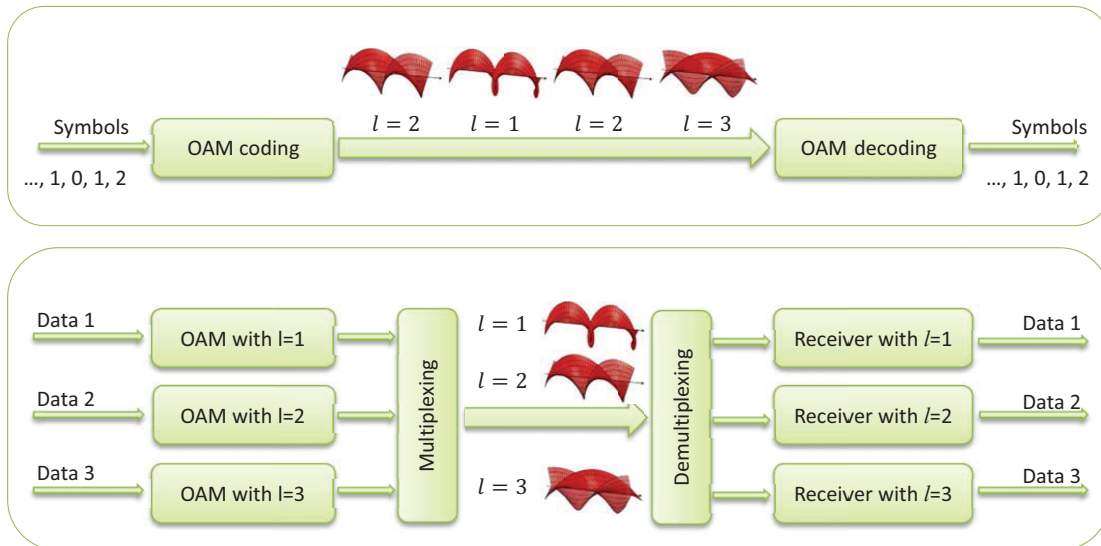 l = 2 l = 1 l = 2 l = 3
Symbols
OAM coding
OAM decoding
Symbols
..., 1, 0, 1, 2
..., 1, 0, 1, 2
Data 1
OAM with l=1
Multiplexing
l = 1
Demultiplexing
Receiver with l=1
Data 1
Data 2
OAM with l=2
l = 2
Receiver with l=2
Data 2
Data 3
OAM with l=3
l = 3
Receiver with l=3
Data 3